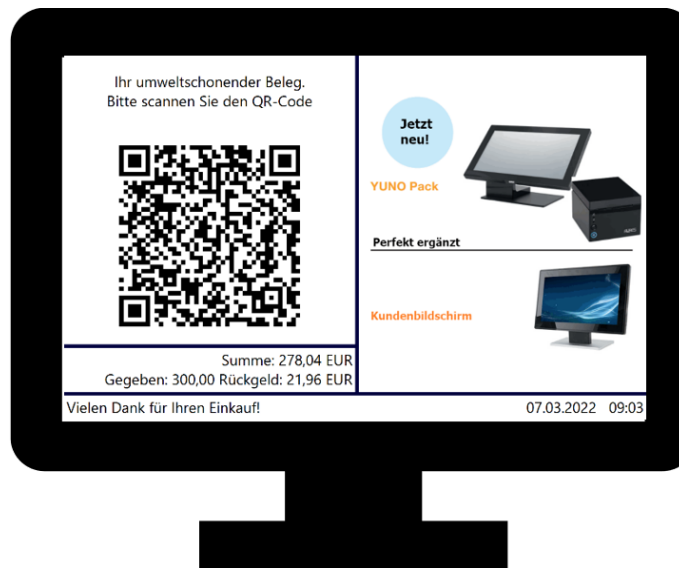 Ihr umweltschonender Beleg.
Bitte scannen Sie den QR-Code
Summe: 278,04 EUR
Gegeben: 300,00 Rückgeld: 21,96 EUR
Jetzt
neu!
YUNO Pack
Perfekt ergänzt
Kundenbildschirm
Vielen Dank für Ihren Einkauf!
07.03.2022 09:03